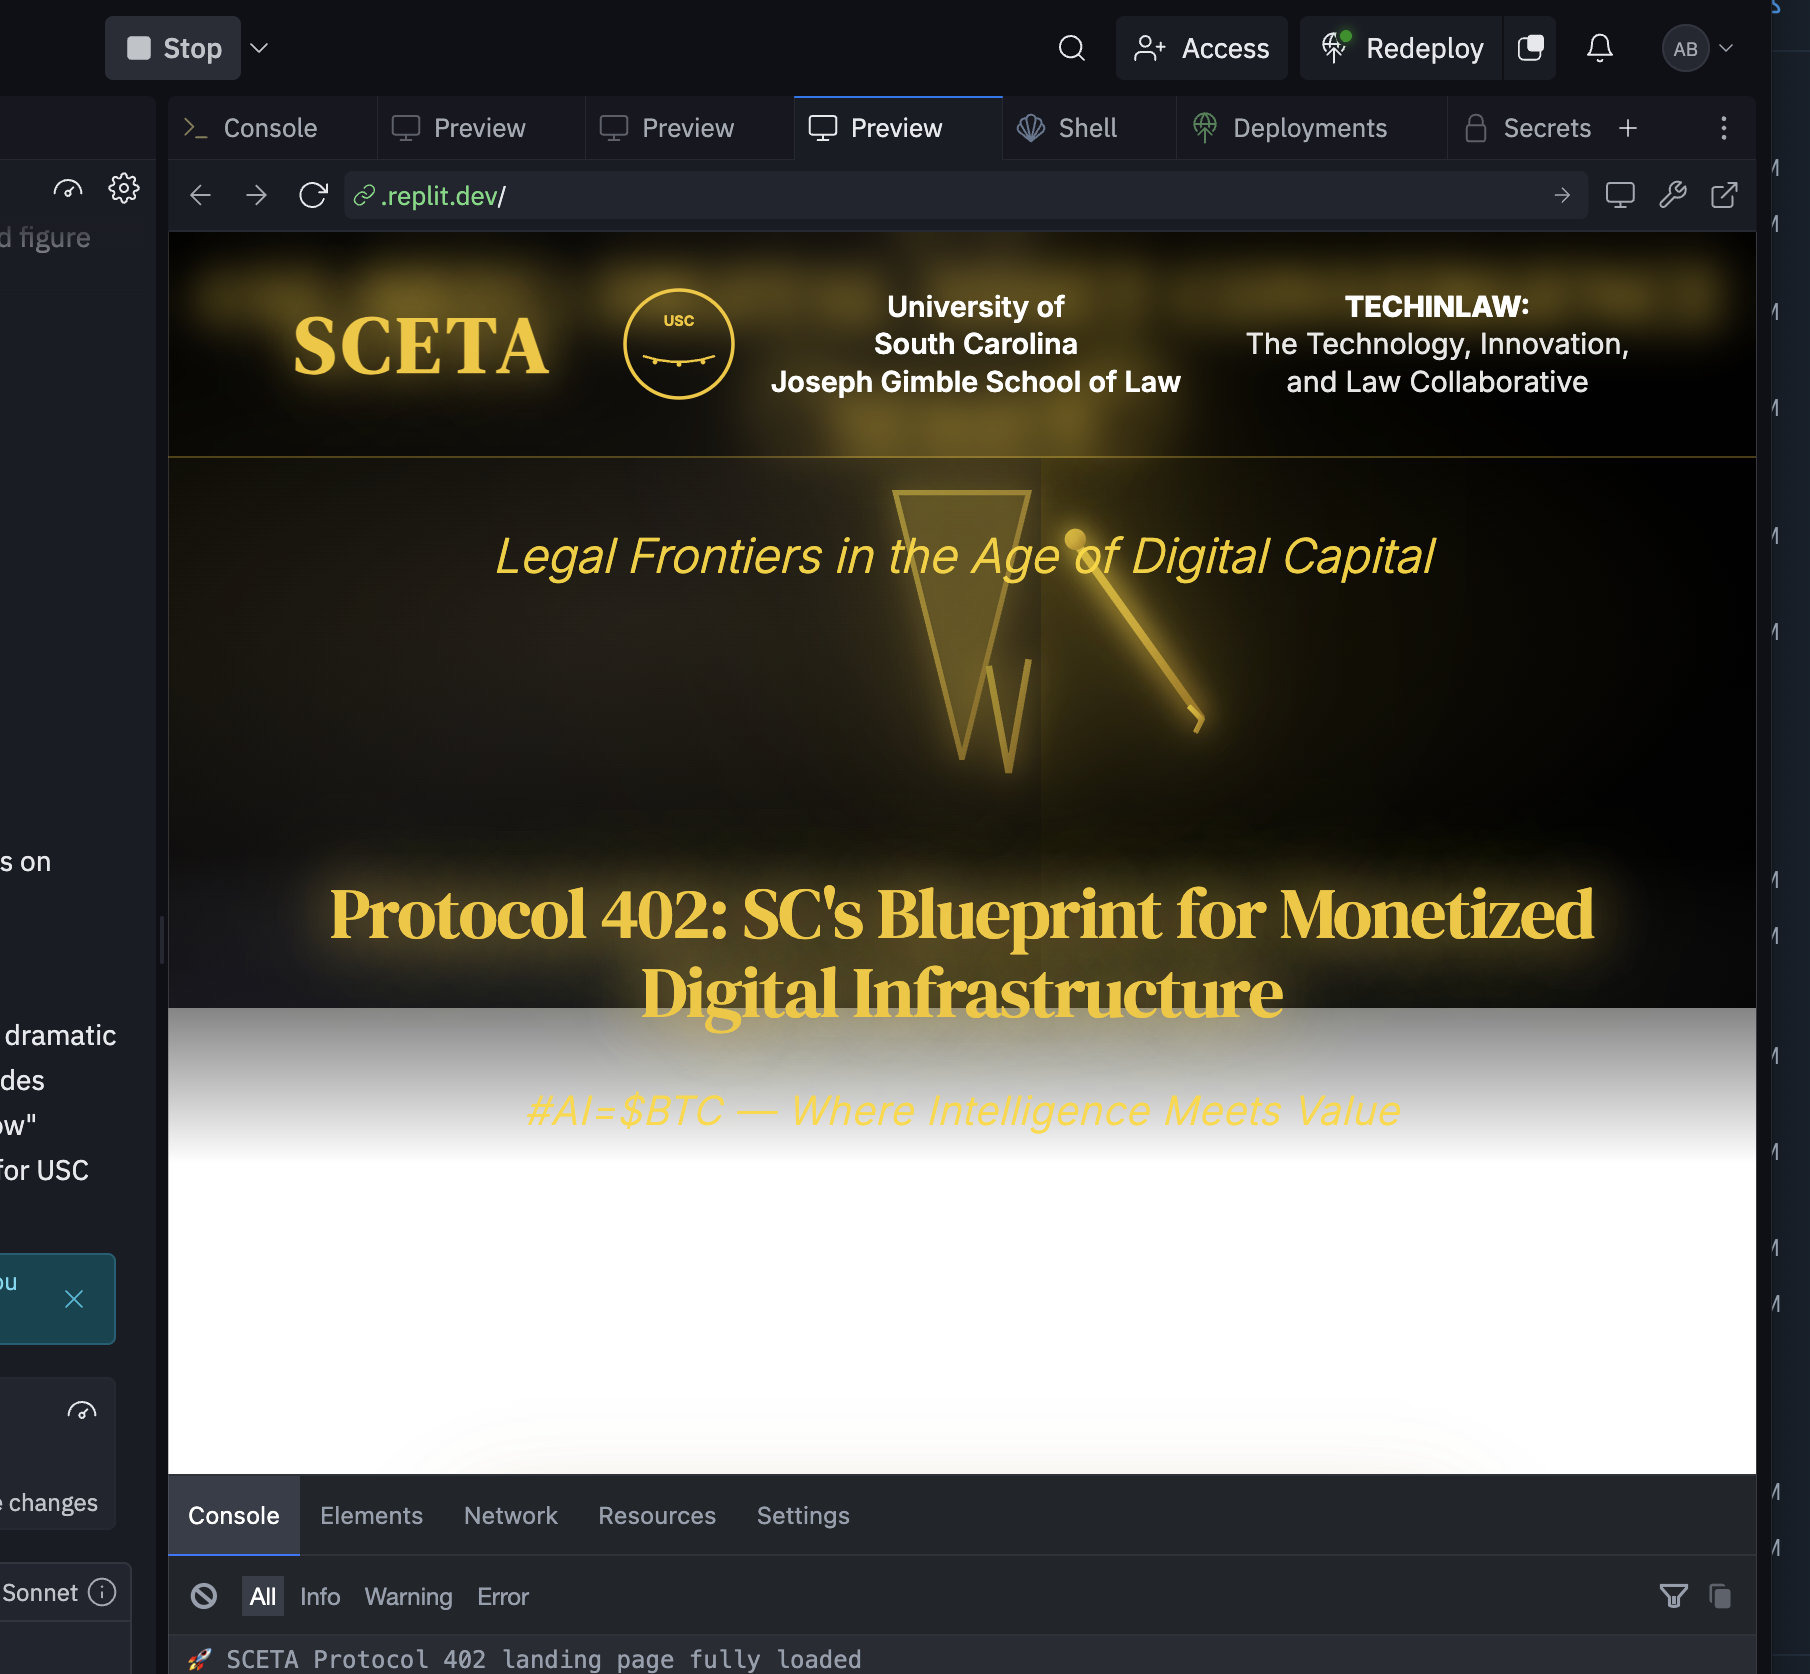 Stop
Access
Redeploy
AB
Console
Preview
Preview
Preview
Shell
Deployments
Secrets
.replit.dev/
figure
s on
dramatic
des
ow"
for USC
ou
changes
Sonnet
SCETA
USC
University of
South Carolina
Joseph Gimble School of Law
TECHINLAW:
The Technology, Innovation,
and Law Collaborative
Legal Frontiers in the Age of Digital Capital
Protocol 402: SC's Blueprint for Monetized
Digital Infrastructure
#AI=$BTC — Where Intelligence Meets Value
Console
Elements
Network
Resources
Settings
All
Info
Warning
Error
🚀 SCETA Protocol 402 landing page fully loaded